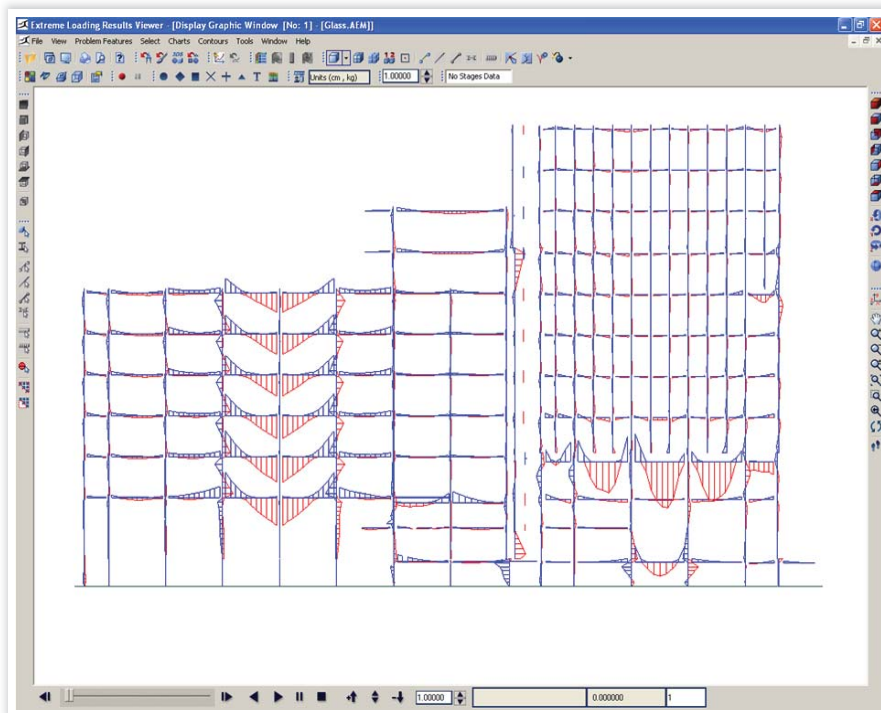 Extreme Loading Results Viewer - [Display Graphic Window [No: 1] - [Glass.AEM]]
File View Problem Features Select Charts Contours Tools Window Help
Units (cm , kg) 1.00000 No Stages Data
1.00000 0.000000 1